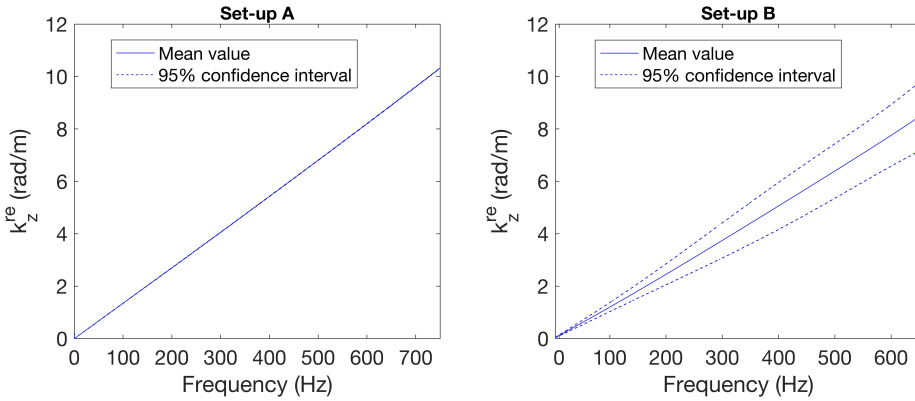 Set-up A
12
10
8
6
4
2
0
k_z^re (rad/m)
Mean value
95% confidence interval
0 100 200 300 400 500 600 700
Frequency (Hz)
Set-up B
12
10
8
6
4
2
0
k_z^re (rad/m)
Mean value
95% confidence interval
0 100 200 300 400 500 600
Frequency (Hz)